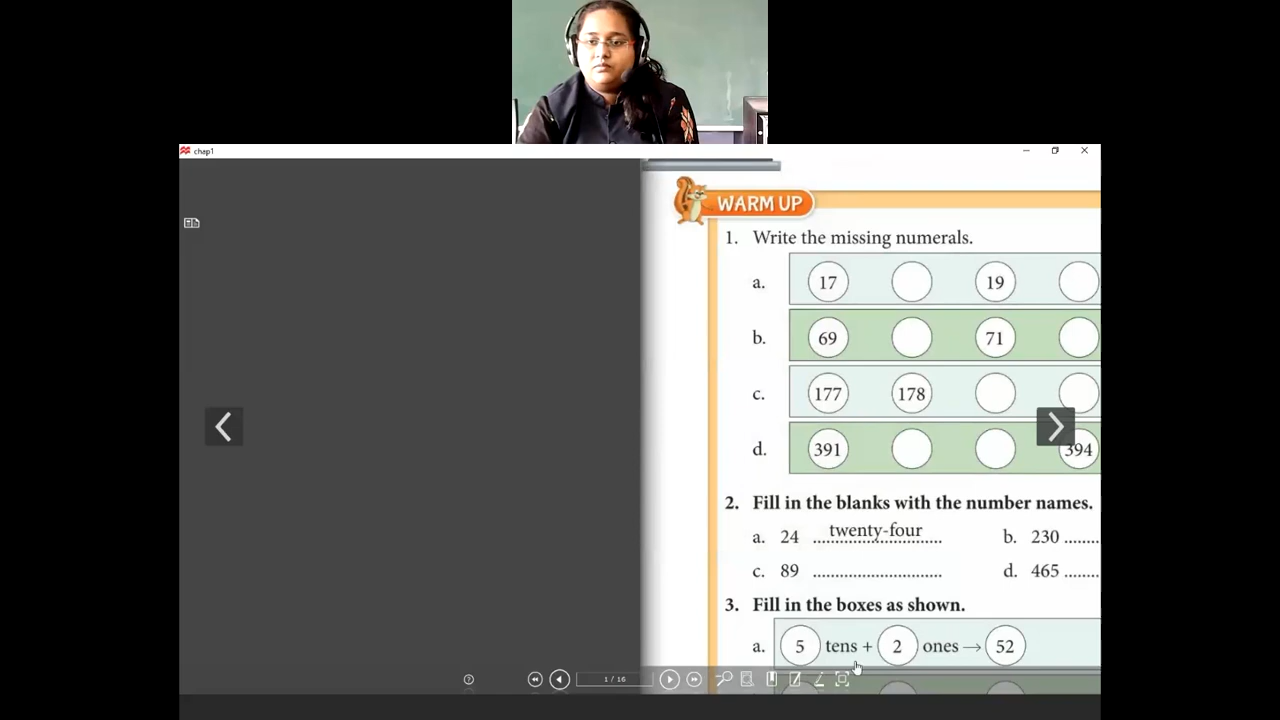 chap1
WARM UP
1. Write the missing numerals.
a. 17 19
b. 69 71
c. 177 178
d. 391 394
2. Fill in the blanks with the number names.
a. 24 twenty-four b. 230 ........
c. 89 ............................ d. 465 ........
3. Fill in the boxes as shown.
a. 5 tens + 2 ones → 52
1 / 16